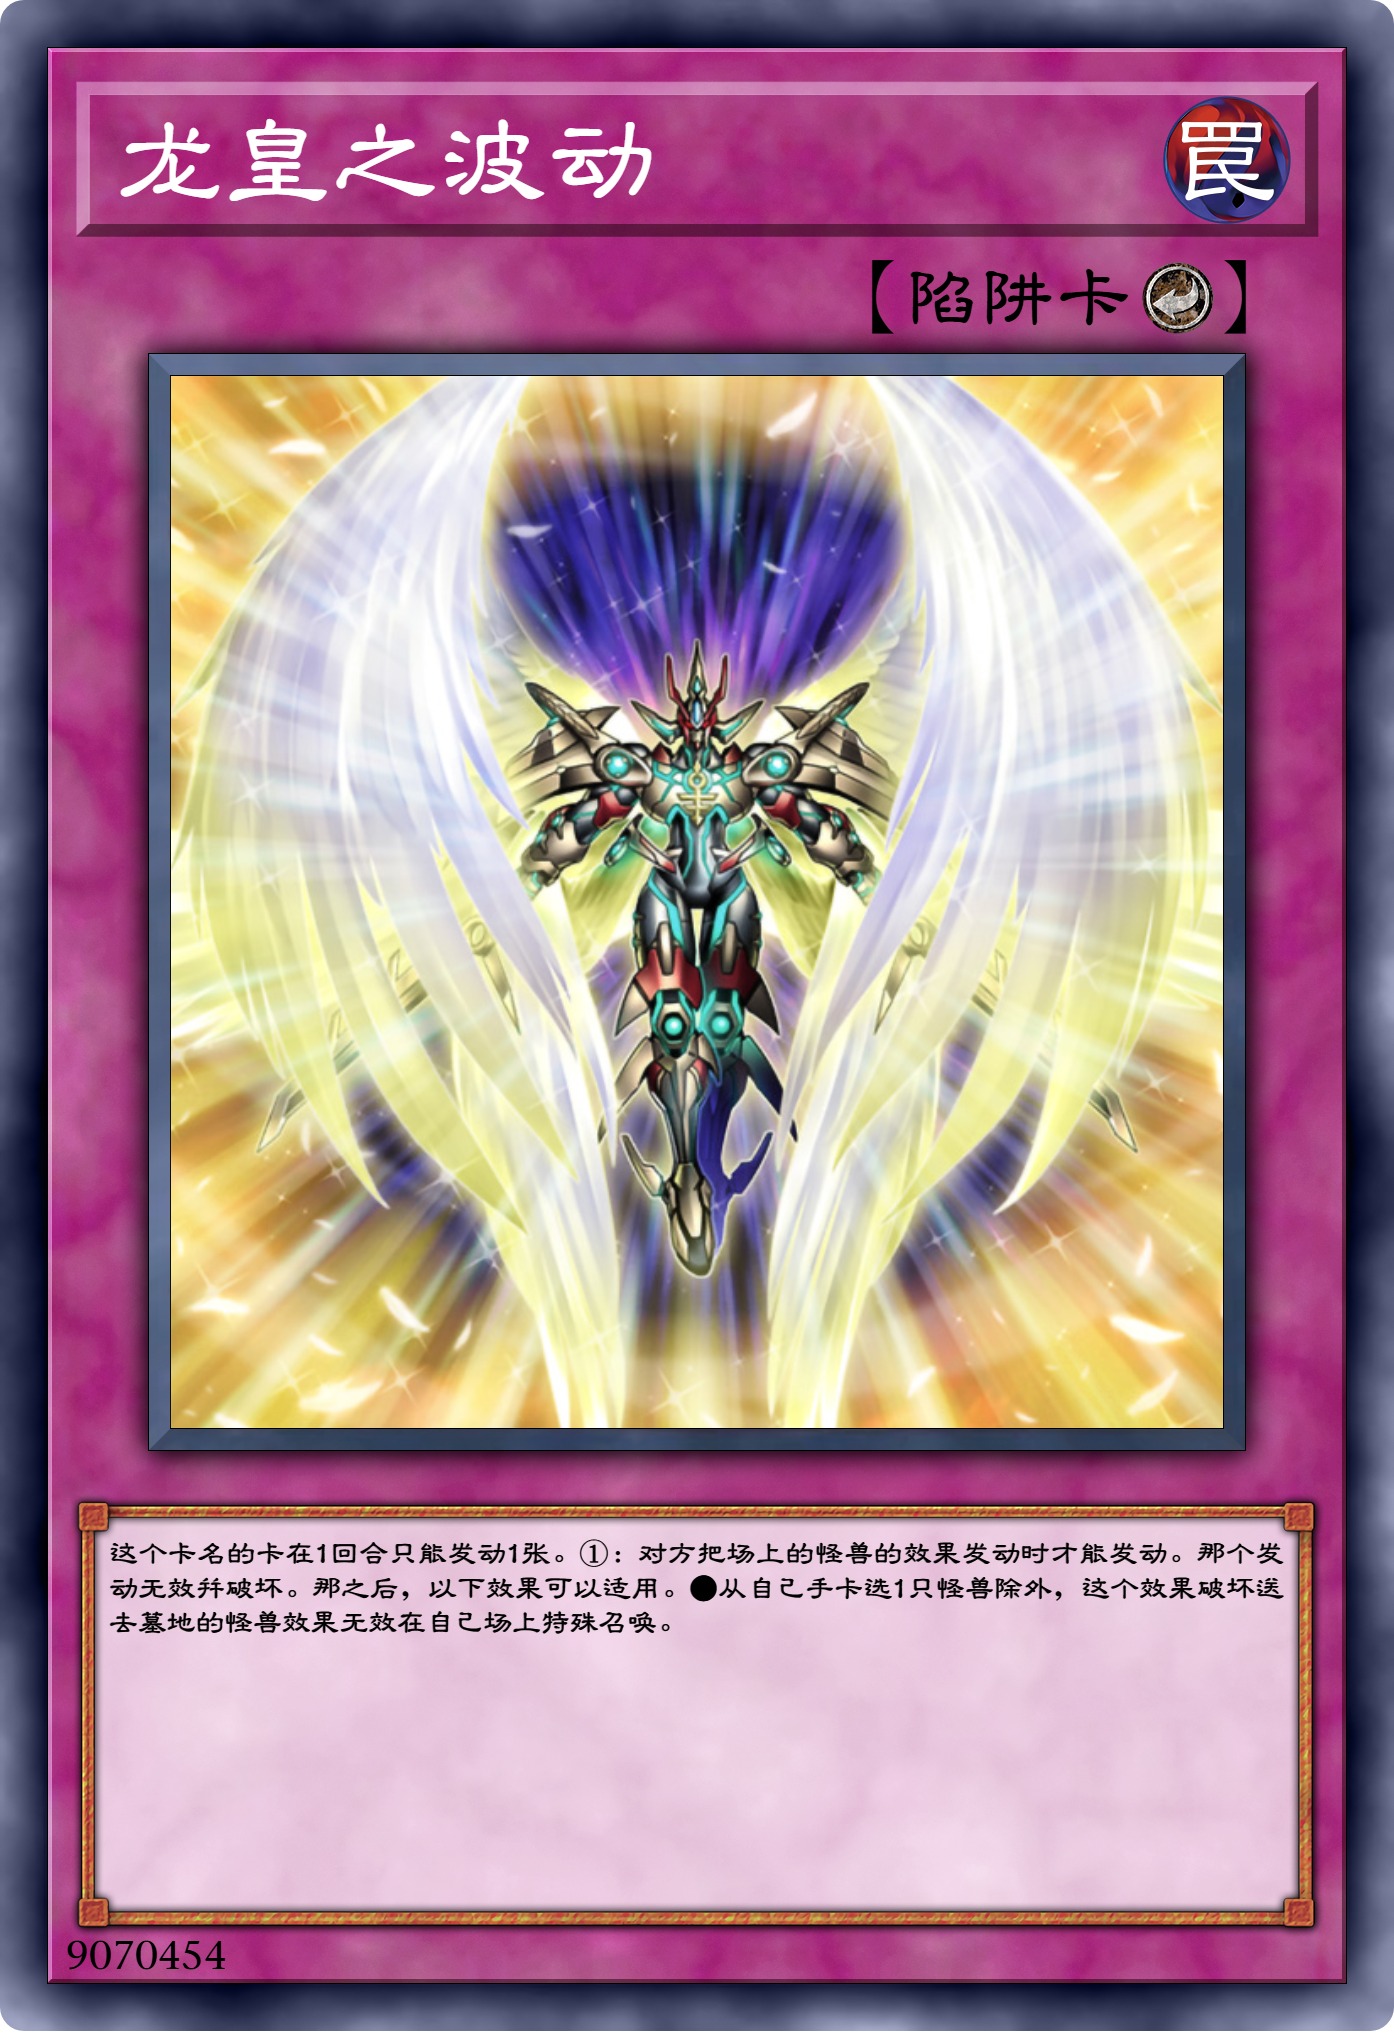 龙皇之波动
罠
【陷阱卡】
这个卡名的卡在1回合只能发动1张。①：对方把场上的怪兽的效果发动时才能发动。那个发
动无效并破坏。那之后，以下效果可以适用。●从自己手卡选1只怪兽除外，这个效果破坏送
去墓地的怪兽效果无效在自己场上特殊召唤。
9070454